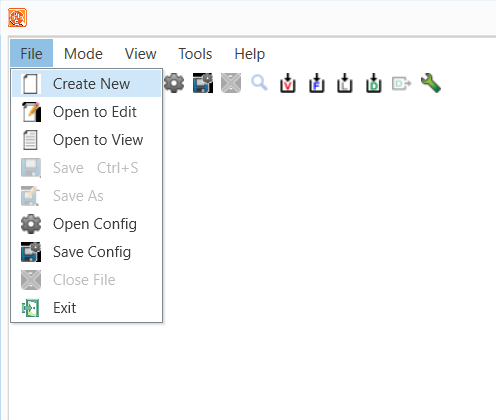 File Mode View Tools Help
Create New
V F L D
Open to Edit
Open to View
Save Ctrl+S
Save As
Open Config
Save Config
Close File
Exit